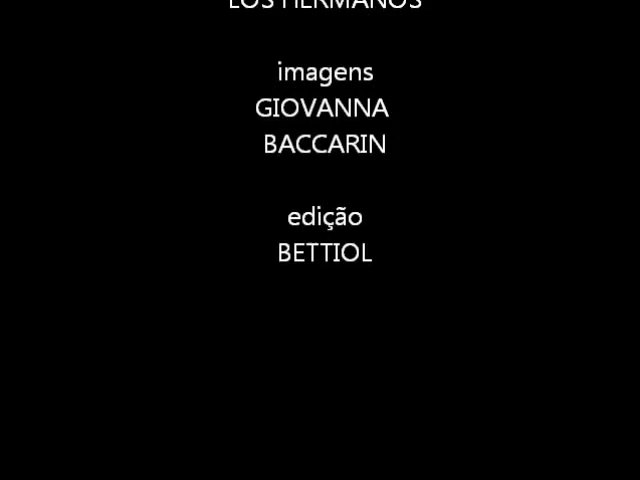 LOS HERMANOS
imagens
GIOVANNA
BACCARIN
edição
BETTIOL